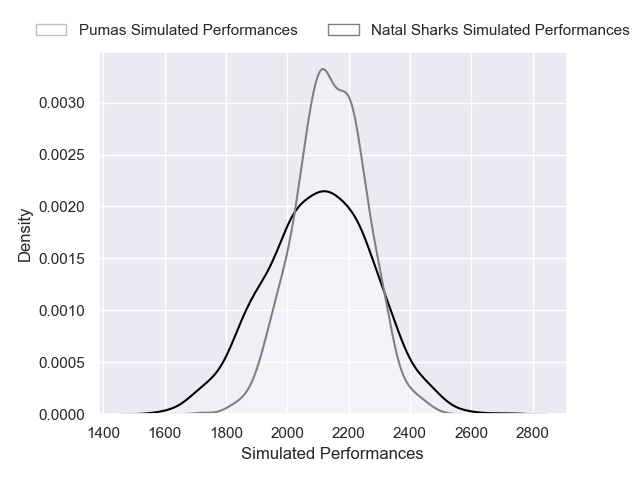 Pumas Simulated Performances
Natal Sharks Simulated Performances
0.0030
0.0025
0.0020
0.0015
0.0010
0.0005
0.0000
Density
1400 1600 1800 2000 2200 2400 2600 2800
Simulated Performances